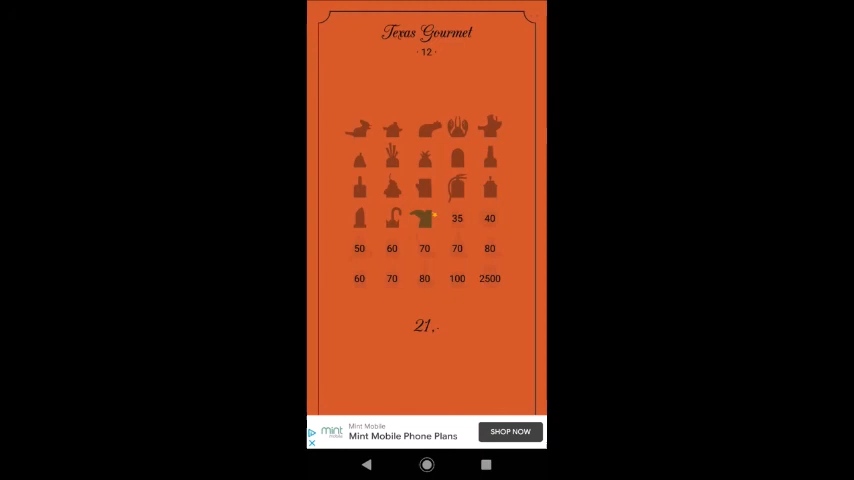 Texas Gourmet
· 12 ·
35 40
50 60 70 70 80
60 70 80 100 2500
21,-
Mint Mobile
mint Mint Mobile Phone Plans SHOP NOW